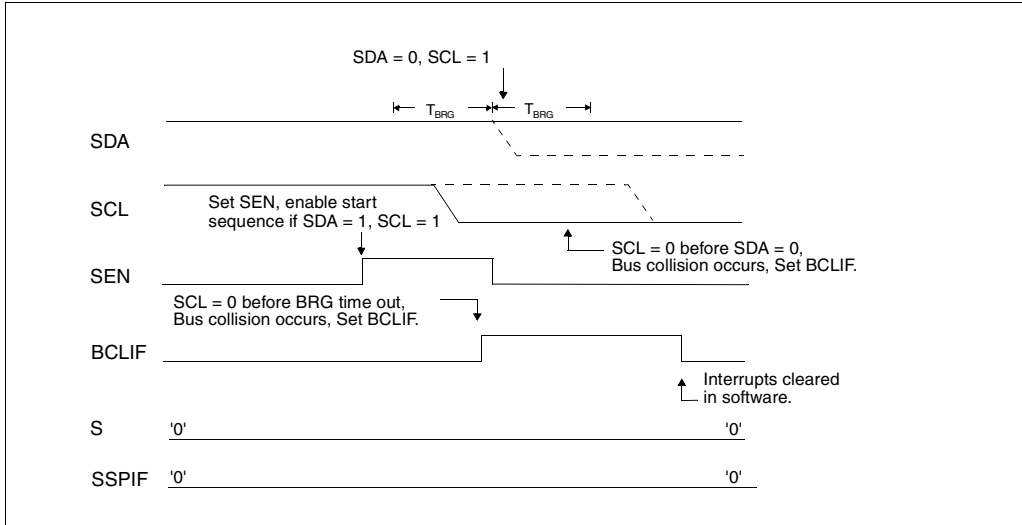 SDA = 0, SCL = 1
TBRG TBRG
SDA
SCL
Set SEN, enable start
sequence if SDA = 1, SCL = 1
SCL = 0 before SDA = 0,
Bus collision occurs, Set BCLIF.
SEN
SCL = 0 before BRG time out,
Bus collision occurs, Set BCLIF.
BCLIF
Interrupts cleared
in software.
S '0' '0'
SSPIF '0' '0'